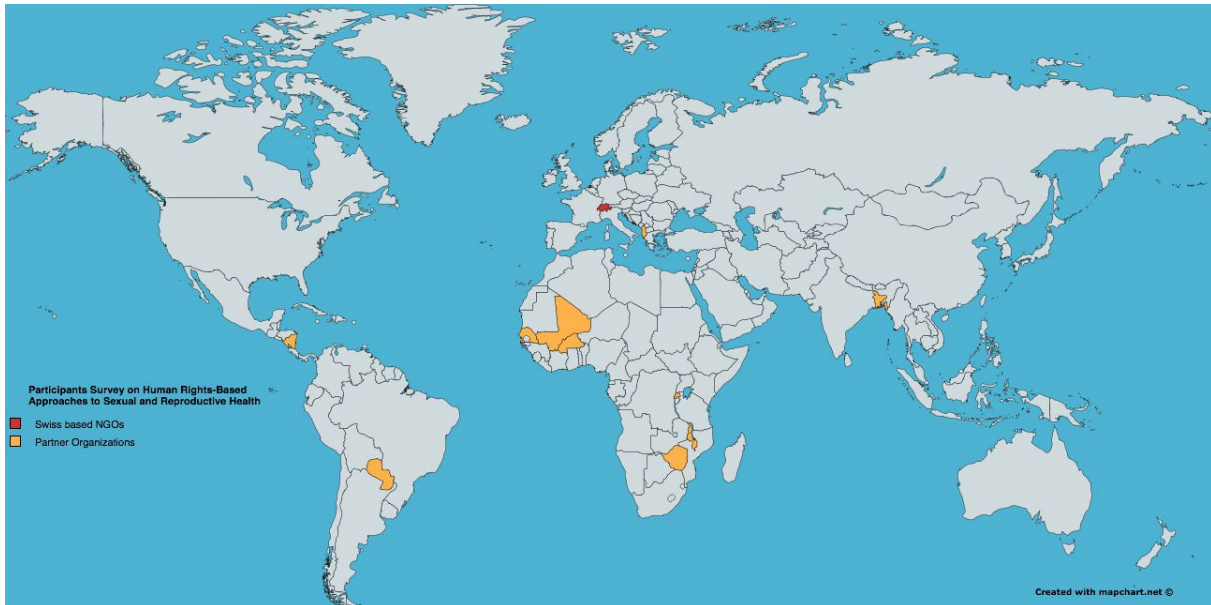 Participants Survey on Human Rights-Based
Approaches to Sexual and Reproductive Health
Swiss based NGOs
Partner Organizations
Created with mapchart.net ©